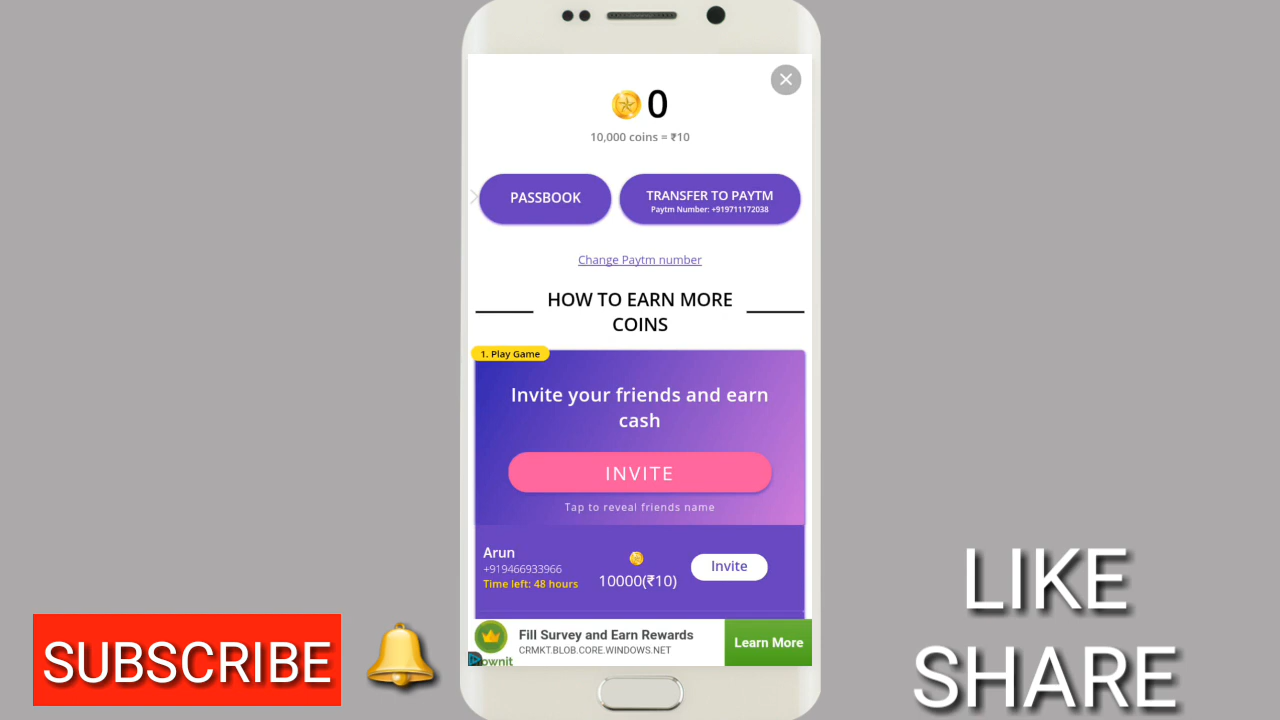 0
10,000 coins = ₹10
PASSBOOK
TRANSFER TO PAYTM
Paytm Number: +919711172038
Change Paytm number
HOW TO EARN MORE
COINS
1. Play Game
Invite your friends and earn
cash
INVITE
Tap to reveal friends name
Arun
+919466933966
Time left: 48 hours
10000(₹10)
Invite
Fill Survey and Earn Rewards
CRMKT.BLOB.CORE.WINDOWS.NET
Learn More
ownit
SUBSCRIBE
LIKE
SHARE